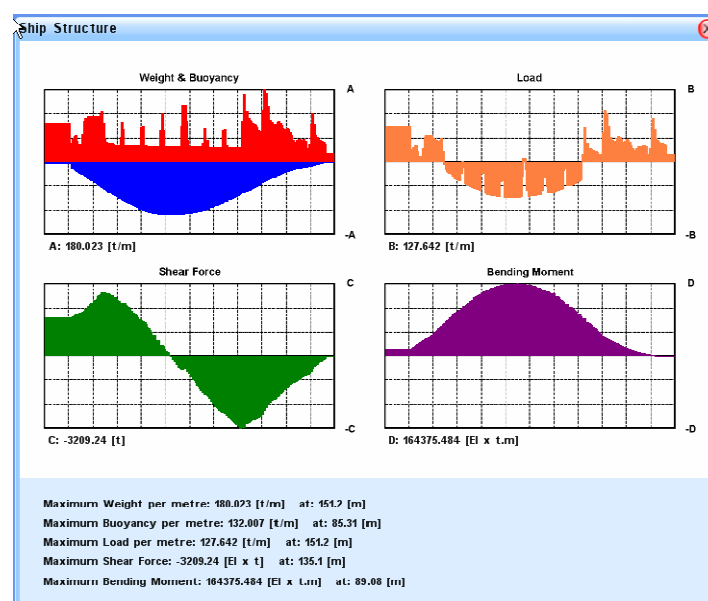 Ship Structure
Weight & Buoyancy
A
-A
A: 180.023 [t/m]
Load
B
-B
B: 127.642 [t/m]
Shear Force
C
-C
C: -3209.24 [t]
Bending Moment
D
-D
D: 164375.484 [El x t.m]
Maximum Weight per metre: 180.023 [t/m] at: 151.2 [m]
Maximum Buoyancy per metre: 132.007 [t/m] at: 85.31 [m]
Maximum Load per metre: 127.642 [t/m] at: 151.2 [m]
Maximum Shear Force: -3209.24 [El x t] at: 135.1 [m]
Maximum Bending Moment: 164375.484 [El x t.m] at: 89.08 [m]